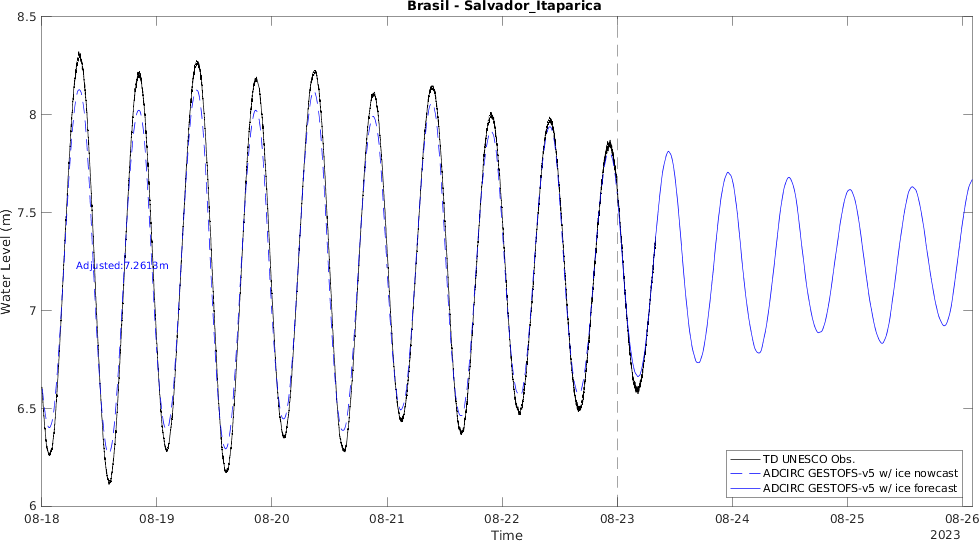 Brasil - Salvador_Itaparica
8.5
8
7.5
7
6.5
6
Water Level (m)
Adjusted:7.2613m
TD UNESCO Obs.
ADCIRC GESTOFS-v5 w/ ice nowcast
ADCIRC GESTOFS-v5 w/ ice forecast
08-18 08-19 08-20 08-21 08-22 08-23 08-24 08-25 08-26
Time
2023